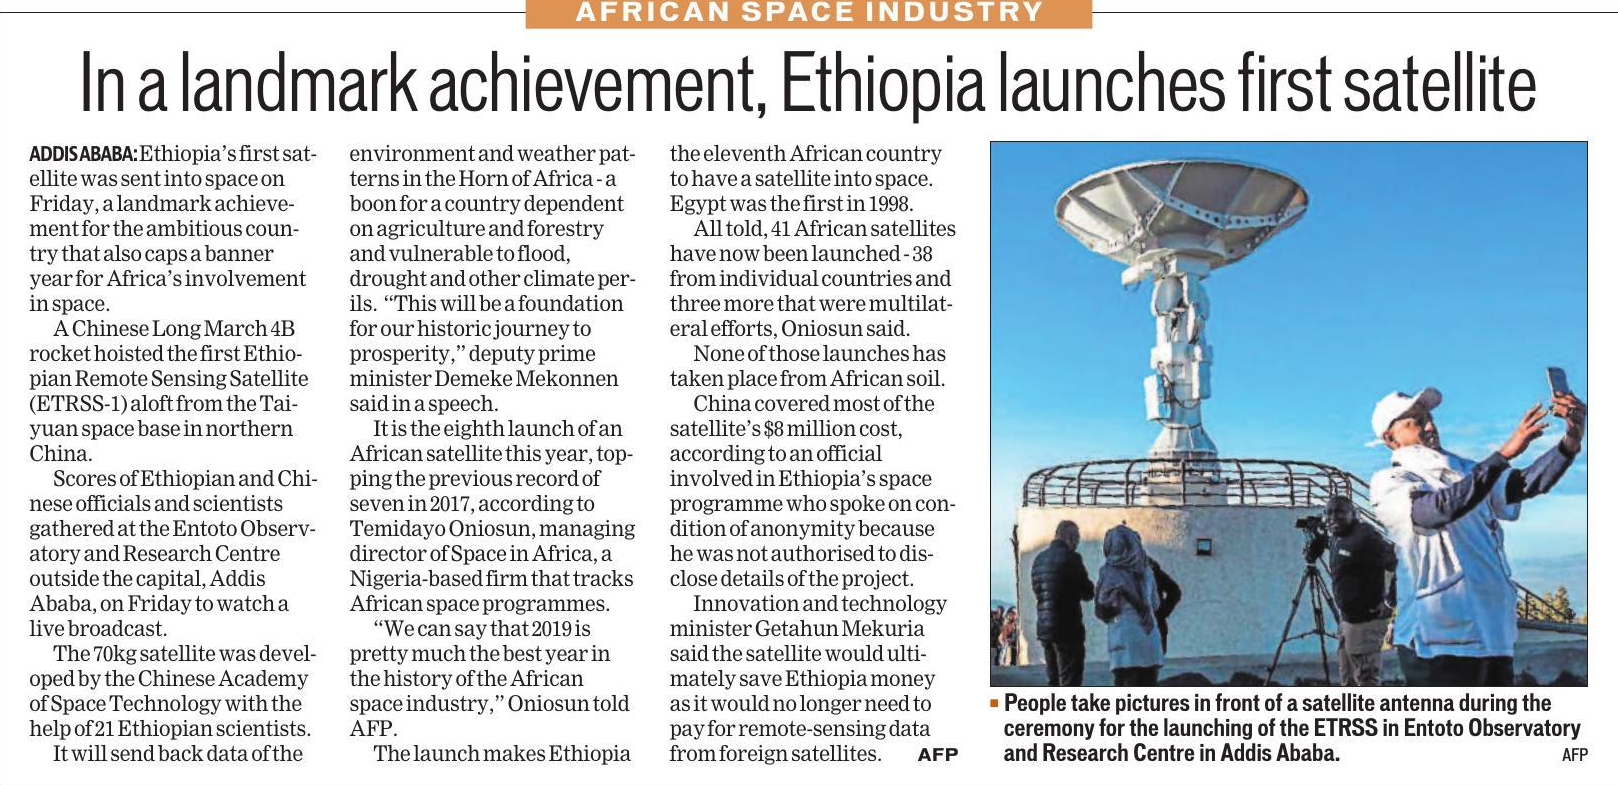 AFRICAN SPACE INDUSTRY
In a landmark achievement, Ethiopia launches first satellite
ADDIS ABABA: Ethiopia's first sat-
ellite was sent into space on
Friday, a landmark achieve-
ment for the ambitious coun-
try that also caps a banner
year for Africa's involvement
in space.
A Chinese Long March 4B
rocket hoisted the first Ethio-
pian Remote Sensing Satellite
(ETRSS-1) aloft from the Tai-
yuan space base in northern
China.
Scores of Ethiopian and Chi-
nese officials and scientists
gathered at the Entoto Observ-
atory and Research Centre
outside the capital, Addis
Ababa, on Friday to watch a
live broadcast.
The 70kg satellite was devel-
oped by the Chinese Academy
of Space Technology with the
help of 21 Ethiopian scientists.
It will send back data of the
environment and weather pat-
terns in the Horn of Africa - a
boon for a country dependent
on agriculture and forestry
and vulnerable to flood,
drought and other climate per-
ils. “This will be a foundation
for our historic journey to
prosperity,” deputy prime
minister Demeke Mekonnen
said in a speech.
It is the eighth launch of an
African satellite this year, top-
ping the previous record of
seven in 2017, according to
Temidayo Oniosun, managing
director of Space in Africa, a
Nigeria-based firm that tracks
African space programmes.
“We can say that 2019 is
pretty much the best year in
the history of the African
space industry,” Oniosun told
AFP.
The launch makes Ethiopia
the eleventh African country
to have a satellite into space.
Egypt was the first in 1998.
All told, 41 African satellites
have now been launched - 38
from individual countries and
three more that were multilat-
eral efforts, Oniosun said.
None of those launches has
taken place from African soil.
China covered most of the
satellite's $8 million cost,
according to an official
involved in Ethiopia's space
programme who spoke on con-
dition of anonymity because
he was not authorised to dis-
close details of the project.
Innovation and technology
minister Getahun Mekuria
said the satellite would ulti-
mately save Ethiopia money
as it would no longer need to
pay for remote-sensing data
from foreign satellites. AFP
People take pictures in front of a satellite antenna during the
ceremony for the launching of the ETRSS in Entoto Observatory
and Research Centre in Addis Ababa. AFP